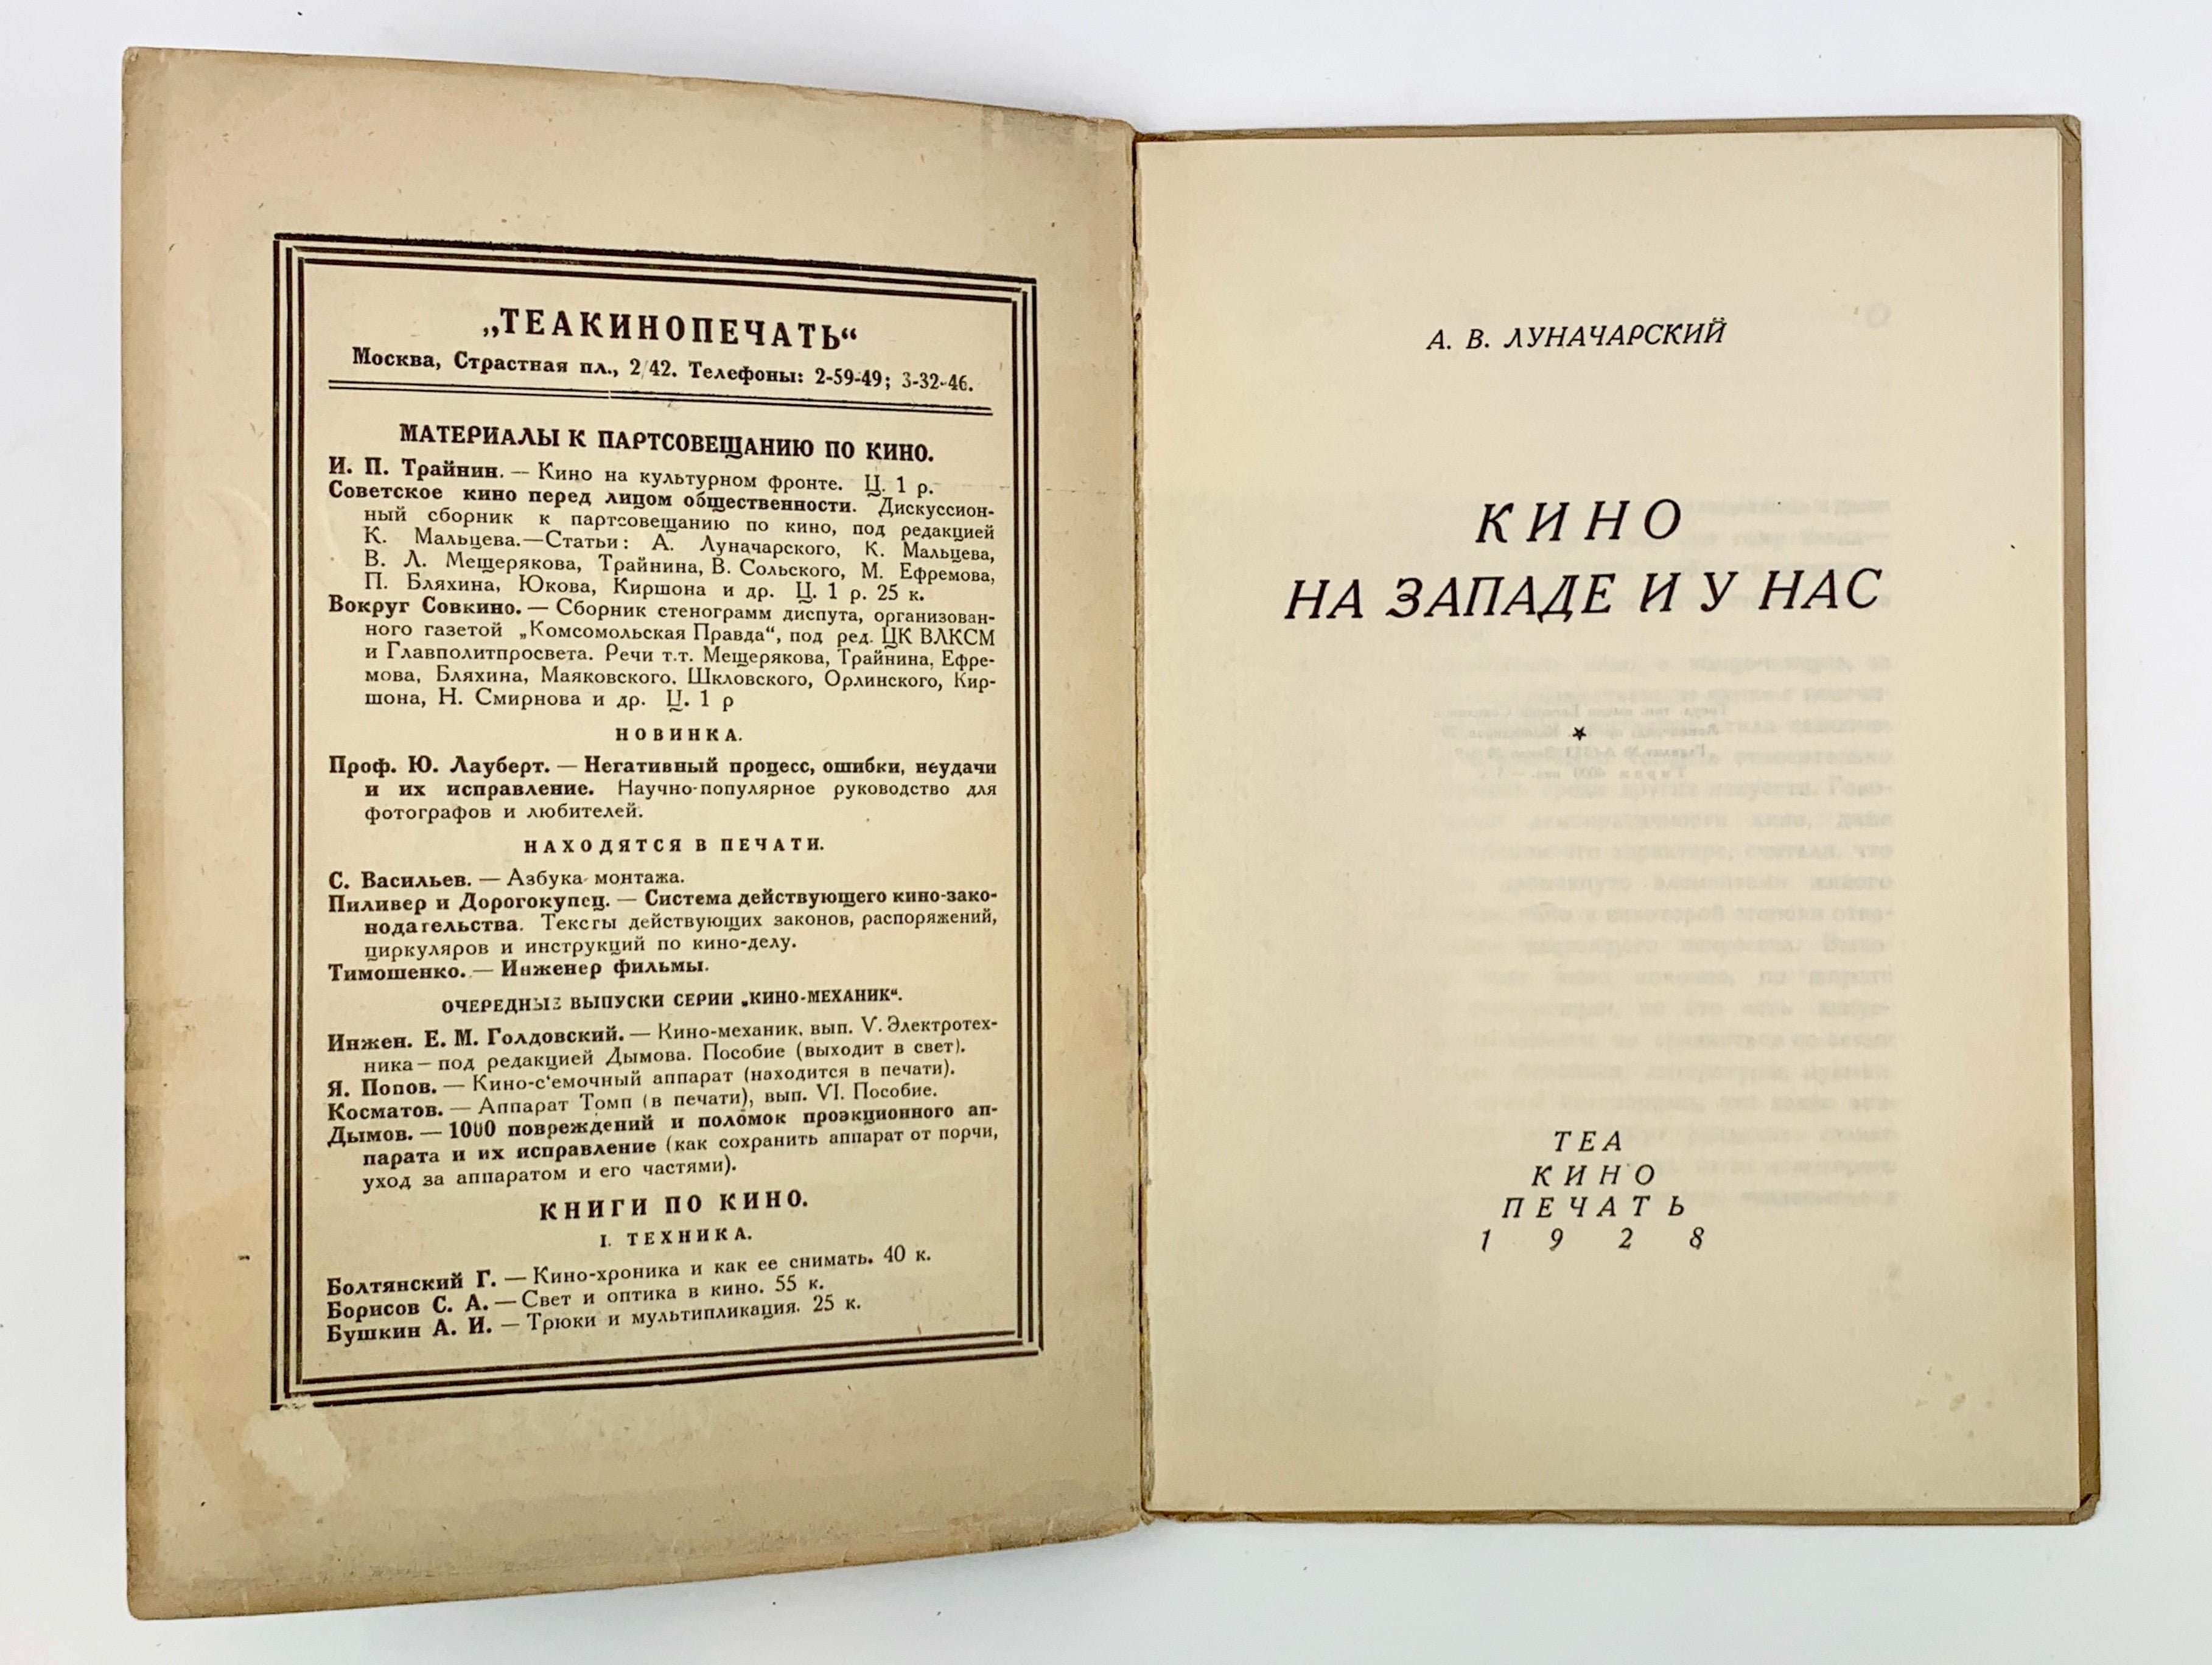 „ТЕАКИНОПЕЧАТЬ“
Москва, Страстная пл., 2/42. Телефоны: 2-59-49; 3-32-46.
МАТЕРИАЛЫ К ПАРТСОВЕЩАНИЮ ПО КИНО.
И. П. Трайнин. — Кино на культурном фронте. Ц. 1 р.
Советское кино перед лицом общественности. Дискуссион-
ный сборник к партсовещанию по кино, под редакцией
К. Мальцева.—Статьи: А. Луначарского, К. Мальцева,
В. Л. Мещерякова, Трайнина, В. Сольского, М. Ефремова,
П. Бляхина, Юкова, Киршона и др. Ц. 1 р. 25 к.
Вокруг Совкино. — Сборник стенограмм диспута, организован-
ного газетой „Комсомольская Правда“, под ред. ЦК ВЛКСМ
и Главполитпросвета. Речи т.т. Мещерякова, Трайнина, Ефре-
мова, Бляхина, Маяковского. Шкловского, Орлинского, Кир-
шона, Н. Смирнова и др. Ц. 1 р
НОВИНКА.
Проф. Ю. Лауберт. — Негативный процесс, ошибки, неудачи
и их исправление. Научно-популярное руководство для
фотографов и любителей.
НАХОДЯТСЯ В ПЕЧАТИ.
С. Васильев. — Азбука монтажа.
Пиливер и Дорогокупец. — Система действующего кино-зако-
нодательства. Тексты действующих законов, распоряжений,
циркуляров и инструкций по кино-делу.
Тимошенко. — Инженер фильмы.
ОЧЕРЕДНЫЕ ВЫПУСКИ СЕРИИ „КИНО-МЕХАНИК“.
Инжен. Е. М. Голдовский. — Кино-механик, вып. V. Электротех-
ника — под редакцией Дымова. Пособие (выходит в свет).
Я. Попов. — Кино-с‘емочный аппарат (находится в печати).
Косматов. — Аппарат Томп (в печати), вып. VI. Пособие.
Дымов. — 1000 повреждений и поломок проэкционного ап-
парата и их исправление (как сохранить аппарат от порчи,
уход за аппаратом и его частями).
КНИГИ ПО КИНО.
I. ТЕХНИКА.
Болтянский Г. — Кино-хроника и как ее снимать. 40 к.
Борисов С. А. — Свет и оптика в кино. 55 к.
Бушкин А. И. — Трюки и мультипликация. 25 к.
А. В. ЛУНАЧАРСКИЙ
КИНО
НА ЗАПАДЕ И У НАС
ТЕА
КИНО
ПЕЧАТЬ
1928